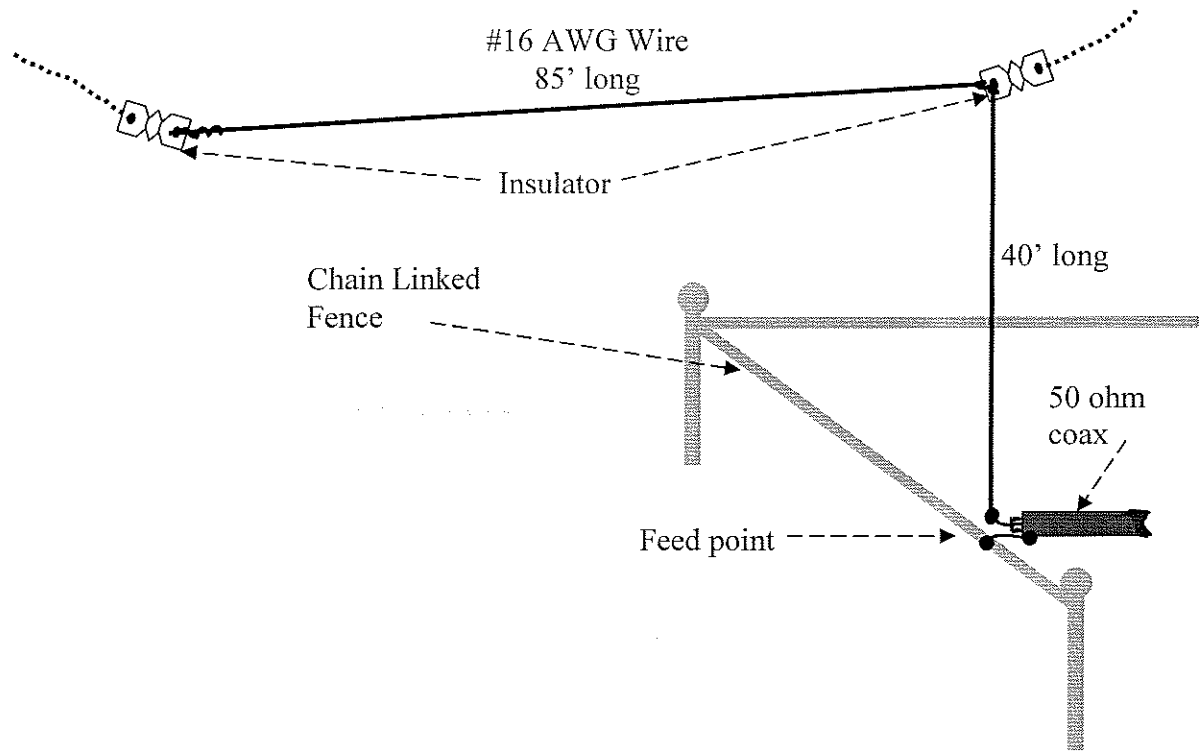 #16 AWG Wire
85' long
Insulator
40' long
Chain Linked
Fence
50 ohm
coax
Feed point